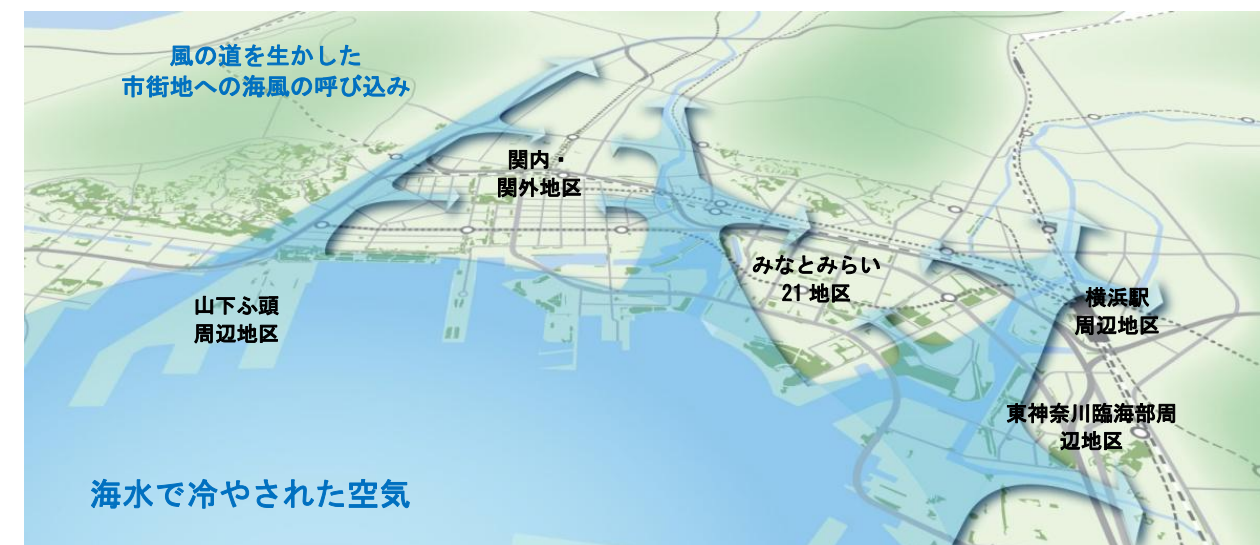 風の道を生かした
市街地への海風の呼び込み
関内・
関外地区
みなとみらい
21 地区
山下ふ頭
周辺地区
横浜駅
周辺地区
東神奈川臨海部周
辺地区
海水で冷やされた空気